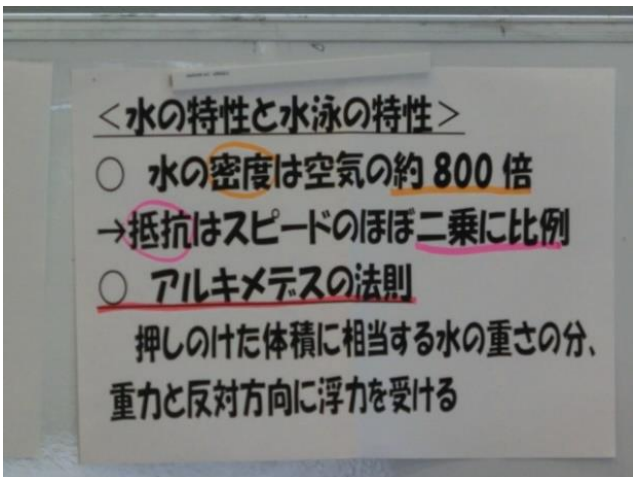 ＜水の特性と水泳の特性＞
○ 水の密度は空気の約800倍
→抵抗はスピードのほぼ二乗に比例
○ アルキメデスの法則
押しのけた体積に相当する水の重さの分、
重力と反対方向に浮力を受ける